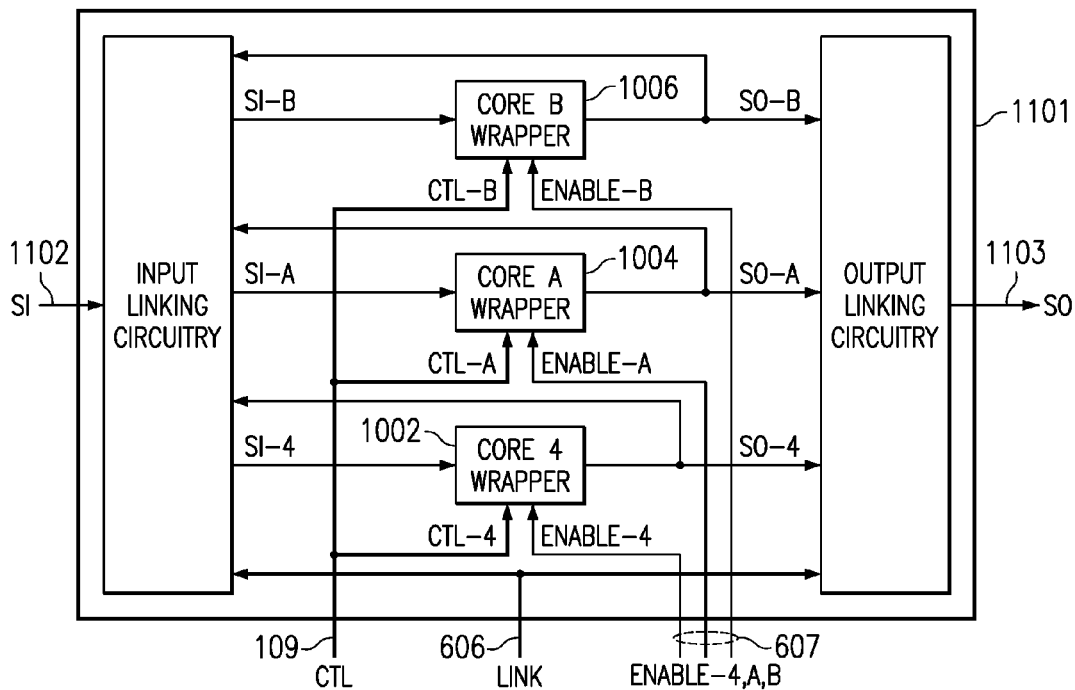 SI-B
CORE B
WRAPPER
1006
SO-B
1101
CTL-B
ENABLE-B
1102
SI
INPUT
LINKING
CIRCUITRY
SI-A
CORE A
WRAPPER
1004
SO-A
OUTPUT
LINKING
CIRCUITRY
1103
SO
CTL-A
ENABLE-A
1002
SI-4
CORE 4
WRAPPER
SO-4
CTL-4
ENABLE-4
109
606
607
CTL
LINK
ENABLE-4,A,B